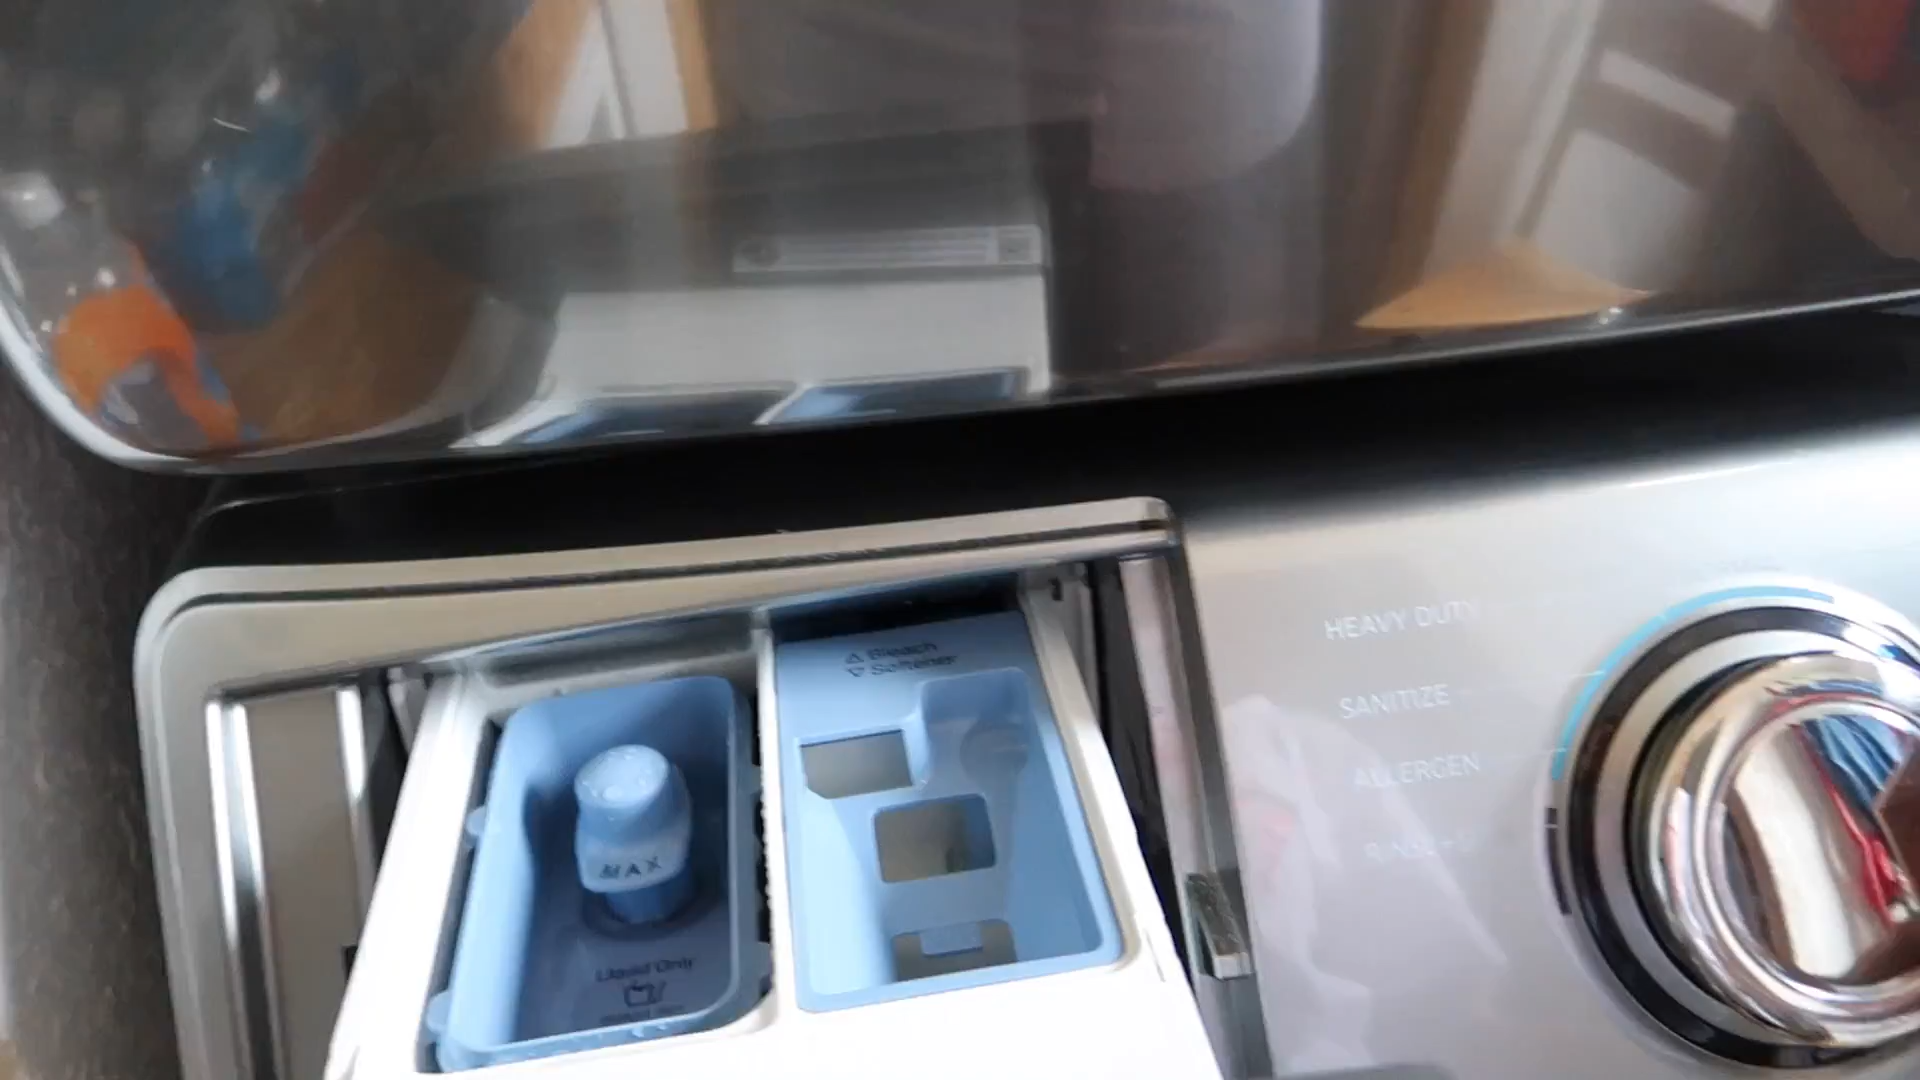 △ Bleach
▽ Softener
HEAVY DUTY
SANITIZE
ALLERGEN
MAX
Liquid Only